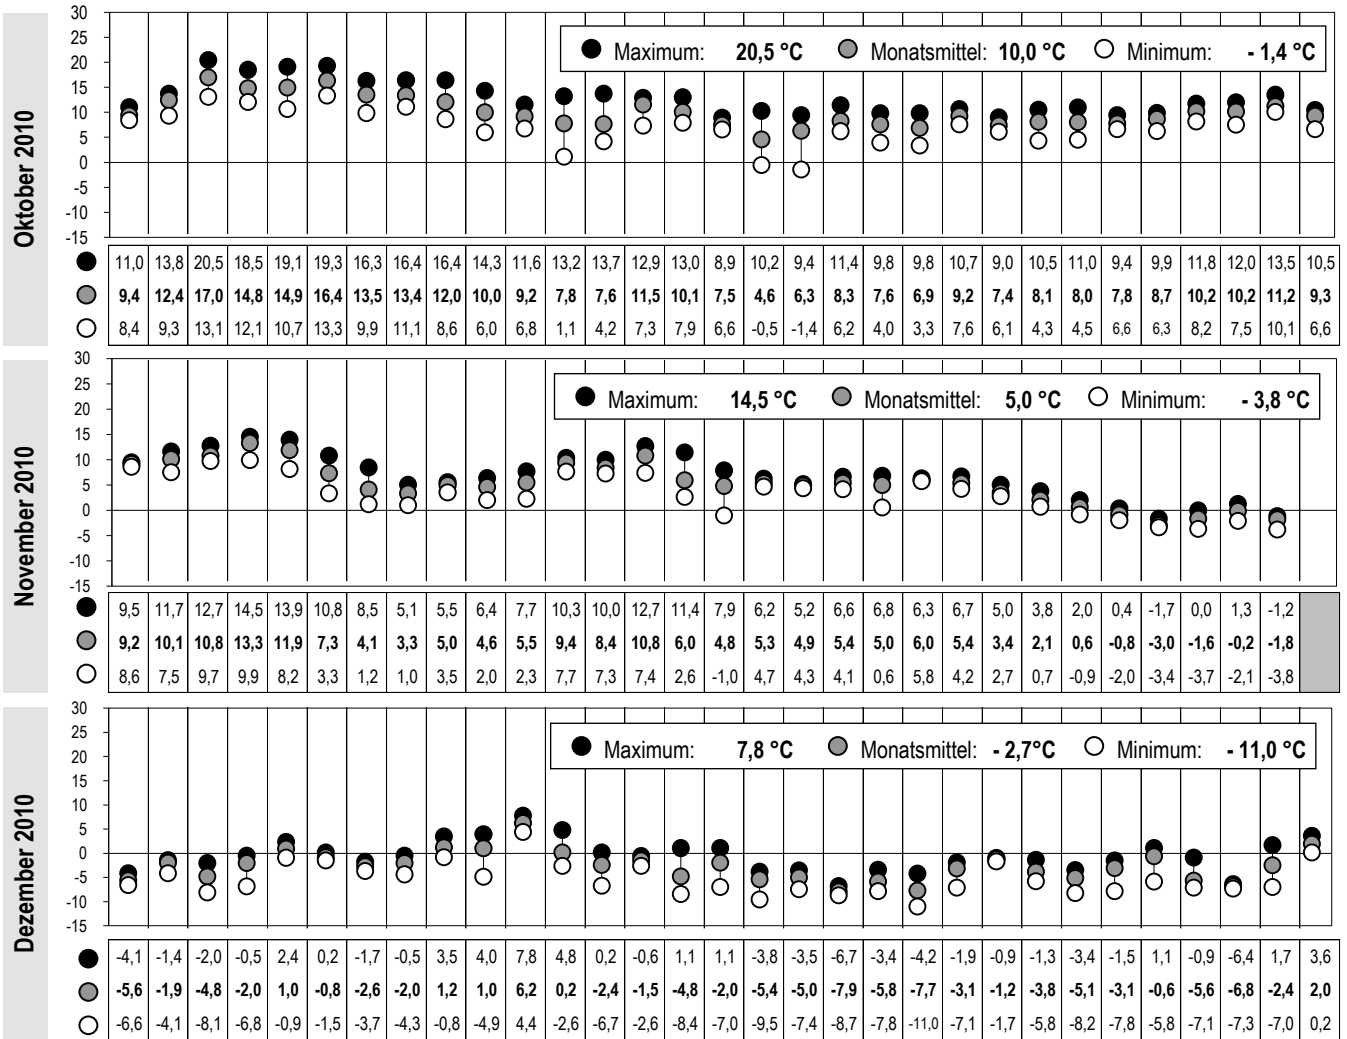 Oktober 2010
30
25
20
15
10
5
0
-5
-10
-15
Maximum: 20,5 °C Monatsmittel: 10,0 °C Minimum: - 1,4 °C
11,0 13,8 20,5 18,5 19,1 19,3 16,3 16,4 16,4 14,3 11,6 13,2 13,7 12,9 13,0 8,9 10,2 9,4 11,4 9,8 9,8 10,7 9,0 10,5 11,0 9,4 9,9 11,8 12,0 13,5 10,5
9,4 12,4 17,0 14,8 14,9 16,4 13,5 13,4 12,0 10,0 9,2 7,8 7,6 11,5 10,1 7,5 4,6 6,3 8,3 7,6 6,9 9,2 7,4 8,1 8,0 7,8 8,7 10,2 10,2 11,2 9,3
8,4 9,3 13,1 12,1 10,7 13,3 9,9 11,1 8,6 6,0 6,8 1,1 4,2 7,3 7,9 6,6 -0,5 -1,4 6,2 4,0 3,3 7,6 6,1 4,3 4,5 6,6 6,3 8,2 7,5 10,1 6,6
November 2010
30
25
20
15
10
5
0
-5
-10
-15
Maximum: 14,5 °C Monatsmittel: 5,0 °C Minimum: - 3,8 °C
9,5 11,7 12,7 14,5 13,9 10,8 8,5 5,1 5,5 6,4 7,7 10,3 10,0 12,7 11,4 7,9 6,2 5,2 6,6 6,8 6,3 6,7 5,0 3,8 2,0 0,4 -1,7 0,0 1,3 -1,2
9,2 10,1 10,8 13,3 11,9 7,3 4,1 3,3 5,0 4,6 5,5 9,4 8,4 10,8 6,0 4,8 5,3 4,9 5,4 5,0 6,0 5,4 3,4 2,1 0,6 -0,8 -3,0 -1,6 -0,2 -1,8
8,6 7,5 9,7 9,9 8,2 3,3 1,2 1,0 3,5 2,0 2,3 7,7 7,3 7,4 2,6 -1,0 4,7 4,3 4,1 0,6 5,8 4,2 2,7 0,7 -0,9 -2,0 -3,4 -3,7 -2,1 -3,8
Dezember 2010
30
25
20
15
10
5
0
-5
-10
-15
Maximum: 7,8 °C Monatsmittel: - 2,7°C Minimum: - 11,0 °C
-4,1 -1,4 -2,0 -0,5 2,4 0,2 -1,7 -0,5 3,5 4,0 7,8 4,8 0,2 -0,6 1,1 1,1 -3,8 -3,5 -6,7 -3,4 -4,2 -1,9 -0,9 -1,3 -3,4 -1,5 1,1 -0,9 -6,4 1,7 3,6
-5,6 -1,9 -4,8 -2,0 1,0 -0,8 -2,6 -2,0 1,2 1,0 6,2 0,2 -2,4 -1,5 -4,8 -2,0 -5,4 -5,0 -7,9 -5,8 -7,7 -3,1 -1,2 -3,8 -5,1 -3,1 -0,6 -5,6 -6,8 -2,4 2,0
-6,6 -4,1 -8,1 -6,8 -0,9 -1,5 -3,7 -4,3 -0,8 -4,9 4,4 -2,6 -6,7 -2,6 -8,4 -7,0 -9,5 -7,4 -8,7 -7,8 -11,0 -7,1 -1,7 -5,8 -8,2 -7,8 -5,8 -7,1 -7,3 -7,0 0,2